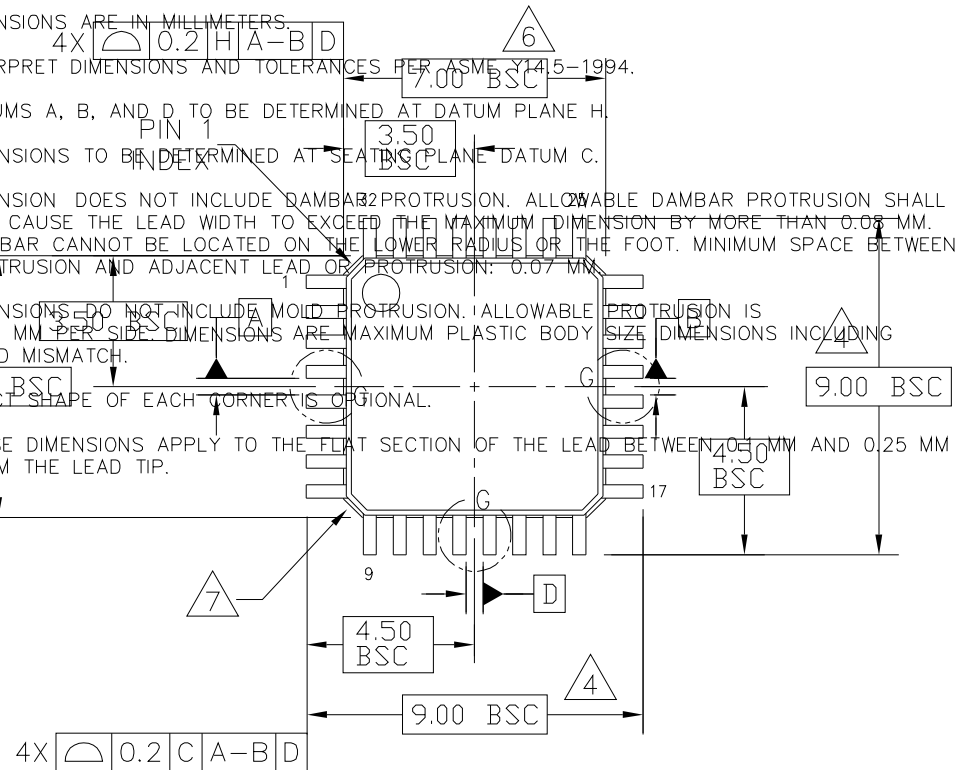 NSIONS ARE IN MILLIMETERS.
4X 0.2 H A-B D
6
RPRET DIMENSIONS AND TOLERANCES PER ASME Y14.5-1994.
7.00 BSC
UMS A, B, AND D TO BE DETERMINED AT DATUM PLANE H.
PIN 1
INDEX
3.50
BSC
ENSIONS TO BE DETERMINED AT SEATING PLANE DATUM C.
ENSION DOES NOT INCLUDE DAMBAR PROTRUSION. ALLOWABLE DAMBAR PROTRUSION SHALL
32
25
CAUSE THE LEAD WIDTH TO EXCEED THE MAXIMUM DIMENSION BY MORE THAN 0.08 MM.
BAR CANNOT BE LOCATED ON THE LOWER RADIUS OR THE FOOT. MINIMUM SPACE BETWEEN
TRUSION AND ADJACENT LEAD OR PROTRUSION: 0.07 MM
1
ENSIONS DO NOT INCLUDE MOLD PROTRUSION. ALLOWABLE PROTRUSION IS
3.50 BSC
A
B
MM PER SIDE. DIMENSIONS ARE MAXIMUM PLASTIC BODY SIZE DIMENSIONS INCLUDING
4
D MISMATCH.
BSC
G
G
9.00 BSC
CT SHAPE OF EACH CORNER IS OPTIONAL.
SE DIMENSIONS APPLY TO THE FLAT SECTION OF THE LEAD BETWEEN 0.1 MM AND 0.25 MM
4.50
BSC
M THE LEAD TIP.
17
G
9
7
D
4.50
BSC
4
9.00 BSC
4X 0.2 C A-B D